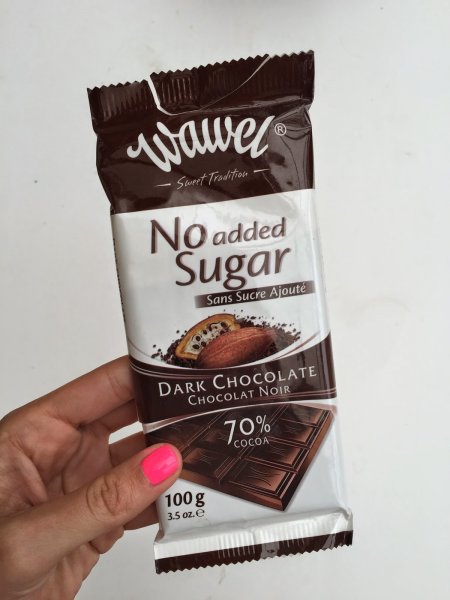 Wawel®
Sweet Tradition
No added
Sugar
Sans Sucre Ajouté
DARK CHOCOLATE
CHOCOLAT NOIR
70%
COCOA
100 g
3.5 oz. ℮